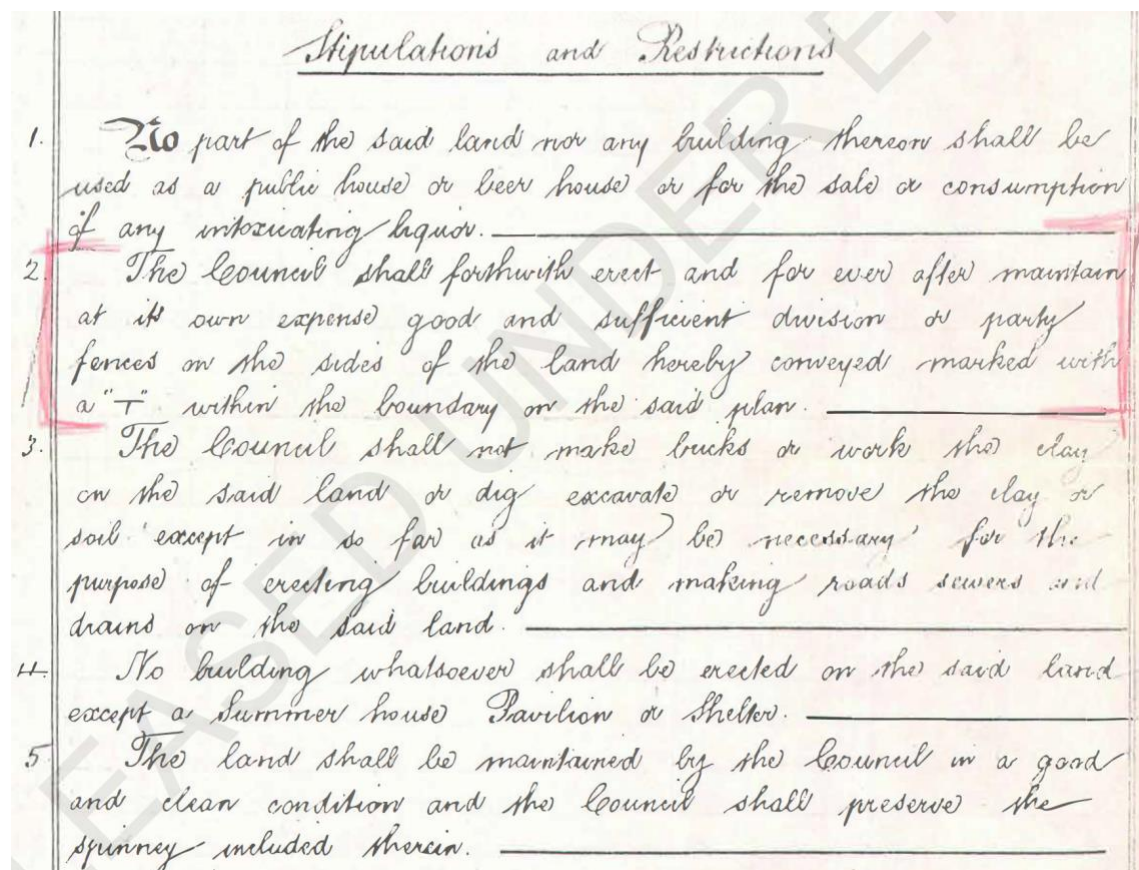 Stipulations and Restrictions
1. No part of the said land nor any building thereon shall be
used as a public house or beer house or for the sale or consumption
of any intoxicating liquor.
2. The Council shall forthwith erect and for ever after maintain
at its own expense good and sufficient division or party
fences on the sides of the land hereby conveyed marked with
a "T" within the boundary on the said plan.
3. The Council shall not make bricks or work the clay
on the said land or dig excavate or remove the clay or
soil except in so far as it may be necessary for the
purpose of erecting buildings and making roads sewers and
drains on the said land.
4. No building whatsoever shall be erected on the said land
except a Summer house Pavilion or Shelter.
5 The land shall be maintained by the Council in a good
and clean condition and the Council shall preserve the
spinney included therein.
EASED UNDER